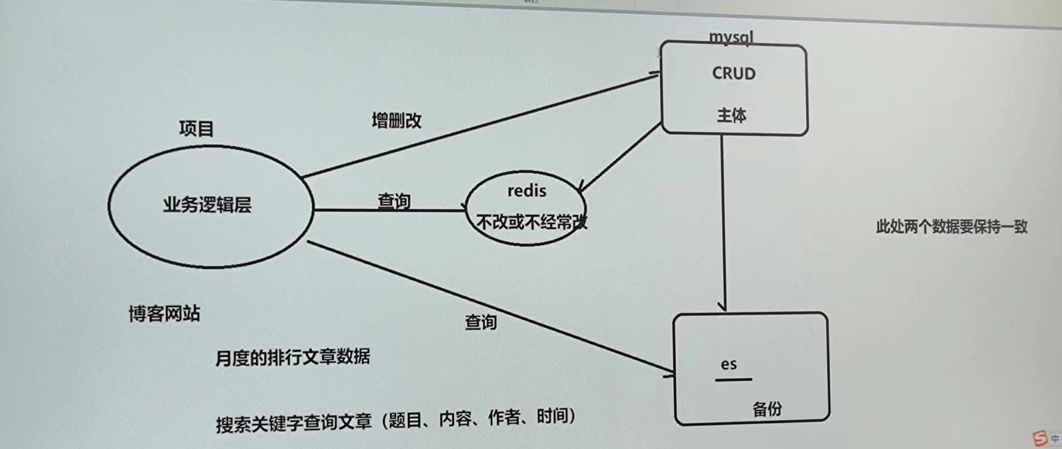 mysql
CRUD
主体
增删改
项目
业务逻辑层
查询
redis
不改或不经常改
此处两个数据要保持一致
博客网站
查询
月度的排行文章数据
es
备份
搜索关键字查询文章（题目、内容、作者、时间）
S 中